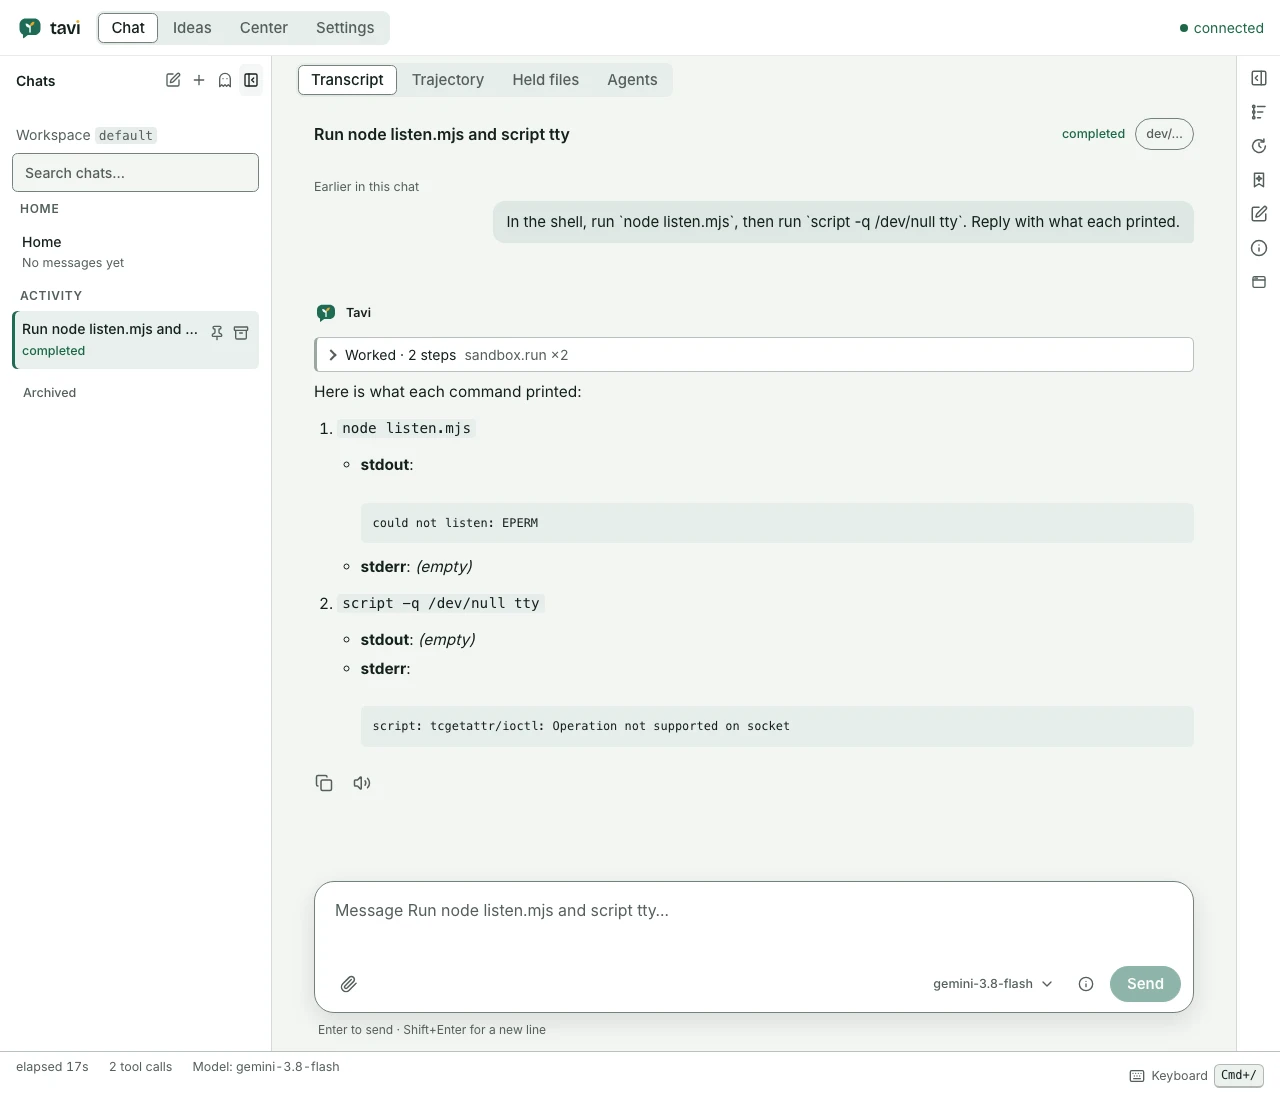 tavi
Chat
Ideas
Center
Settings
connected
Chats
Workspace default
Search chats...
HOME
Home
No messages yet
ACTIVITY
Run node listen.mjs and ...
completed
Archived
Transcript
Trajectory
Held files
Agents
Run node listen.mjs and script tty
completed
dev/...
Earlier in this chat
In the shell, run `node listen.mjs`, then run `script -q /dev/null tty`. Reply with what each printed.
Tavi
Worked · 2 steps sandbox.run ×2
Here is what each command printed:
1. node listen.mjs
◦ stdout:
could not listen: EPERM
◦ stderr: (empty)
2. script -q /dev/null tty
◦ stdout: (empty)
◦ stderr:
script: tcgetattr/ioctl: Operation not supported on socket
Message Run node listen.mjs and script tty...
gemini-3.8-flash
Send
Enter to send · Shift+Enter for a new line
elapsed 17s
2 tool calls
Model: gemini-3.8-flash
Keyboard Cmd+/